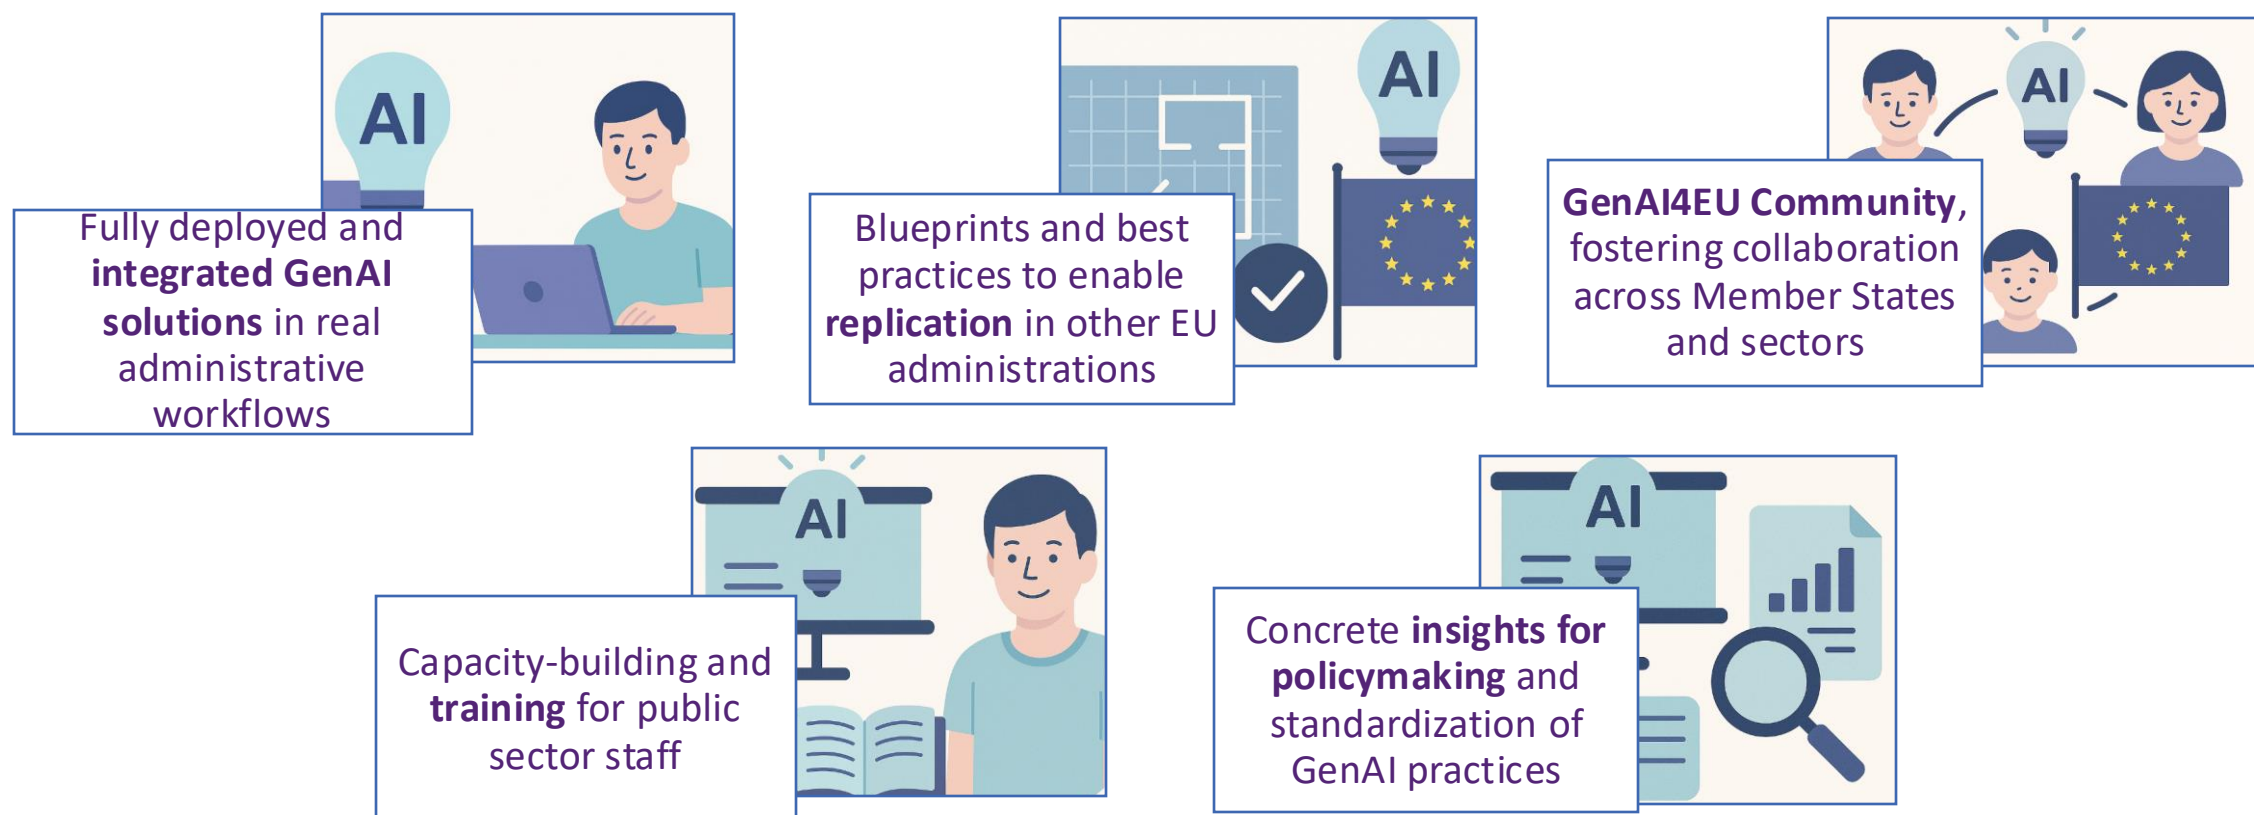 AI
Fully deployed and
integrated GenAI
solutions in real
administrative
workflows
AI
Blueprints and best
practices to enable
replication in other EU
administrations
AI
GenAI4EU Community,
fostering collaboration
across Member States
and sectors
AI
Capacity-building and
training for public
sector staff
AI
Concrete insights for
policymaking and
standardization of
GenAI practices